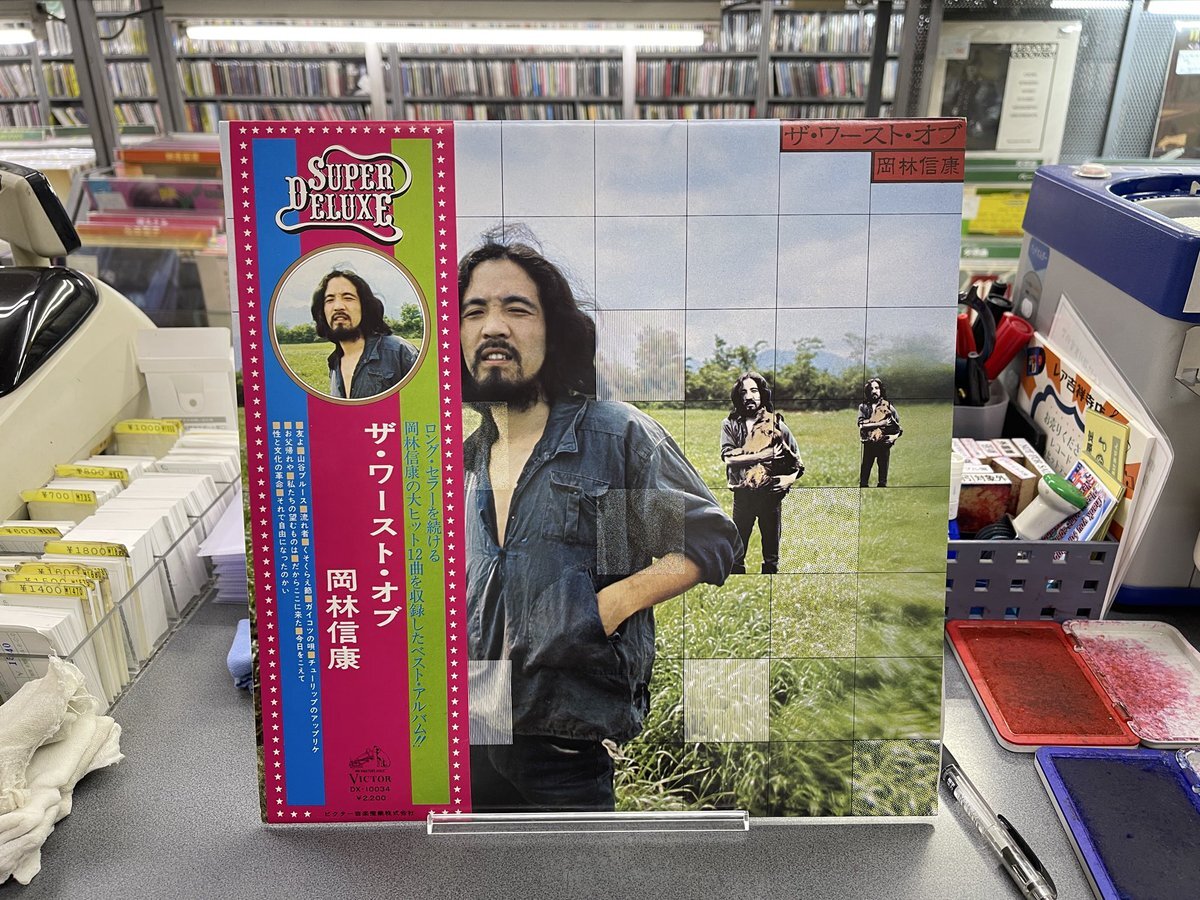 ザ・ワースト・オブ
岡林信康
SUPER
DELUXE
ロング・セラーを続ける
岡林信康の大ヒット12曲を収録したベスト・アルバム!!
ザ・ワースト・オブ
岡林信康
友よ■山谷ブルース■流れ者■くそくらえ節■ガイコツの唄■チューリップのアップリケ
■お父帰れや■私たちの望むものは■だからここに来た■今日をこえて
■性と文化の革命■それで自由になったのかい
VICTOR
DX-10034
¥2,200
ビクター音楽産業株式会社
¥1000
¥800
¥700
¥600
¥1800
¥1400